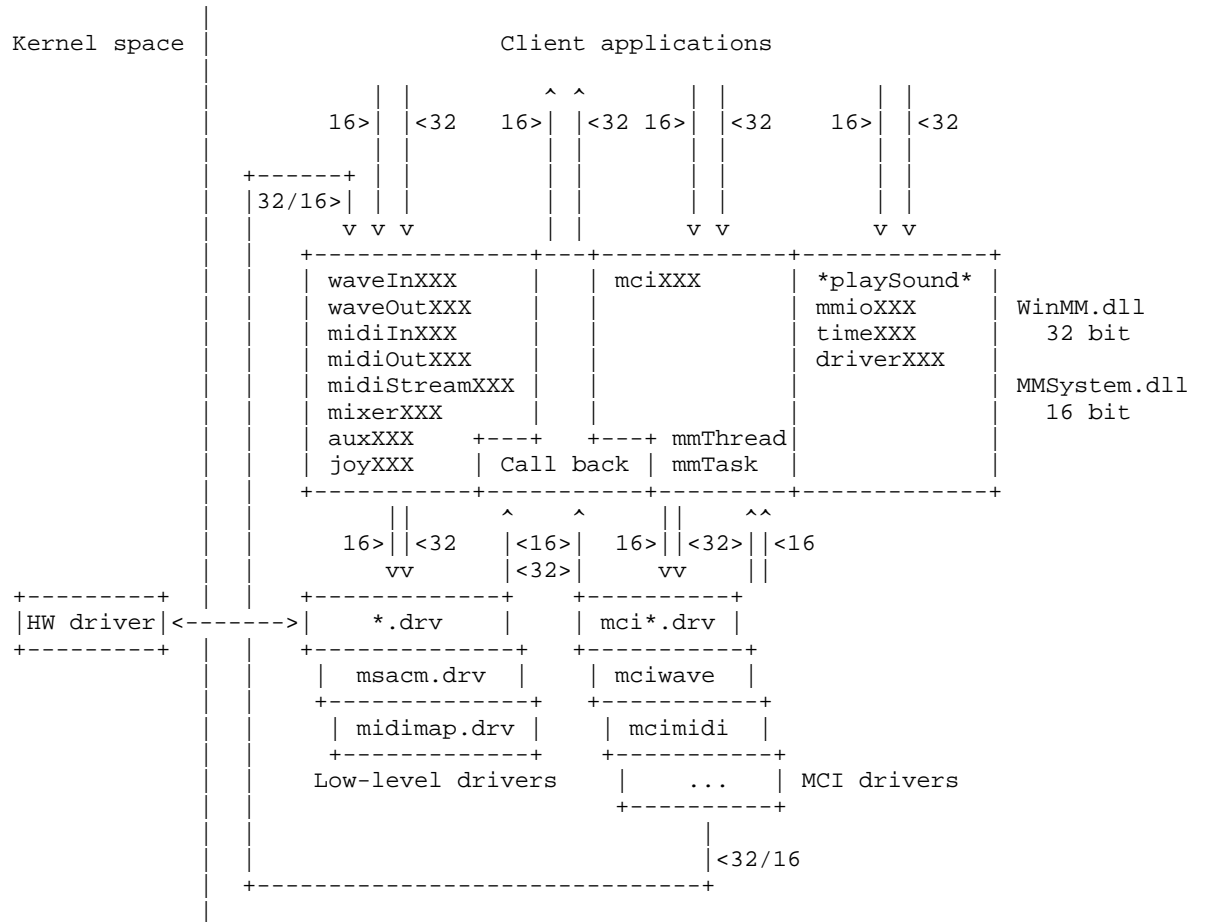 Kernel space | Client applications
16>| |<32 16>| |<32 16>| |<32 16>| |<32
|32/16>|
waveInXXX mciXXX *playSound*
waveOutXXX mmioXXX WinMM.dll
midiInXXX timeXXX 32 bit
midiOutXXX driverXXX
midiStreamXXX MMSystem.dll
mixerXXX 16 bit
auxXXX mmThread
joyXXX Call back mmTask
16>||<32 |<16>| 16>||<32>||<16
|<32>|
HW driver <-------> *.drv mci*.drv
msacm.drv mciwave
midimap.drv mcimidi
Low-level drivers ... MCI drivers
|<32/16